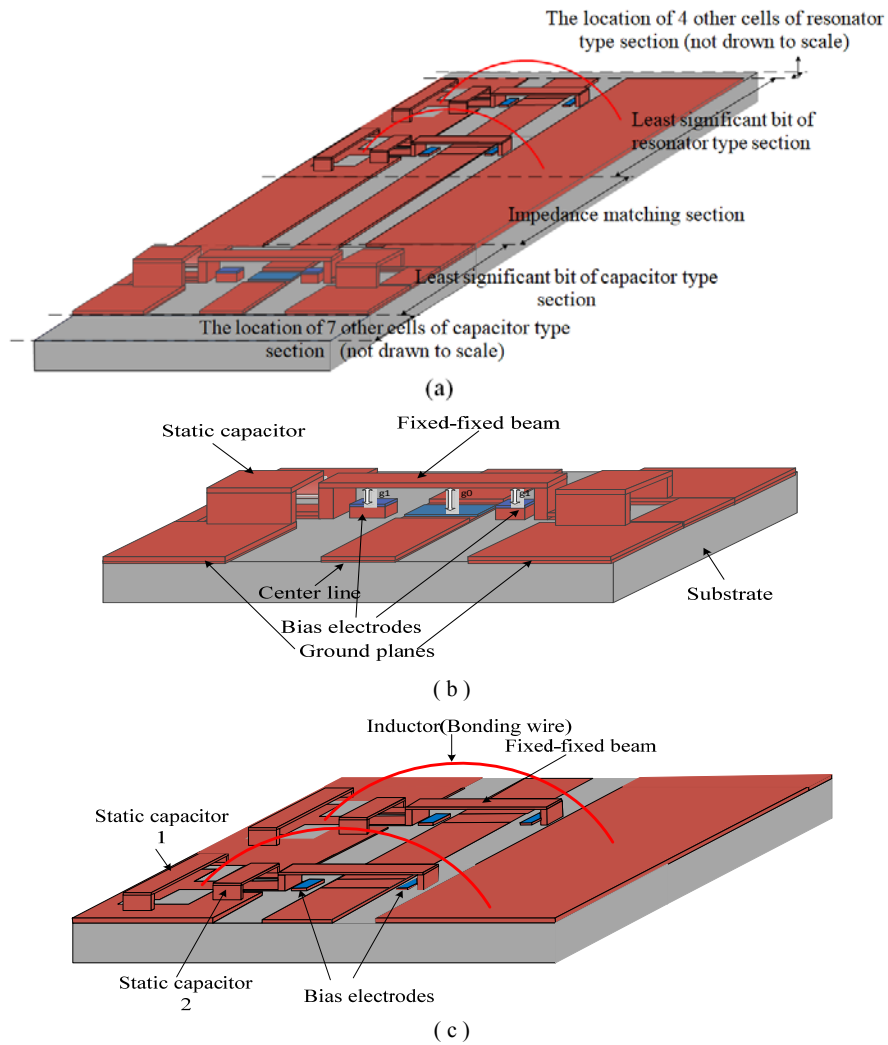 The location of 4 other cells of resonator
type section (not drown to scale)
Least significant bit of
resonator type section
Impedance matching section
Least significant bit of capacitor type
section
The location of 7 other cells of capacitor type
section (not drawn to scale)
(a)
Static capacitor
Fixed-fixed beam
g1
g0
g1
Center line
Bias electrodes
Ground planes
Substrate
( b )
Inductor(Bonding wire)
Fixed-fixed beam
Static capacitor
1
Static capacitor
2
Bias electrodes
( c )